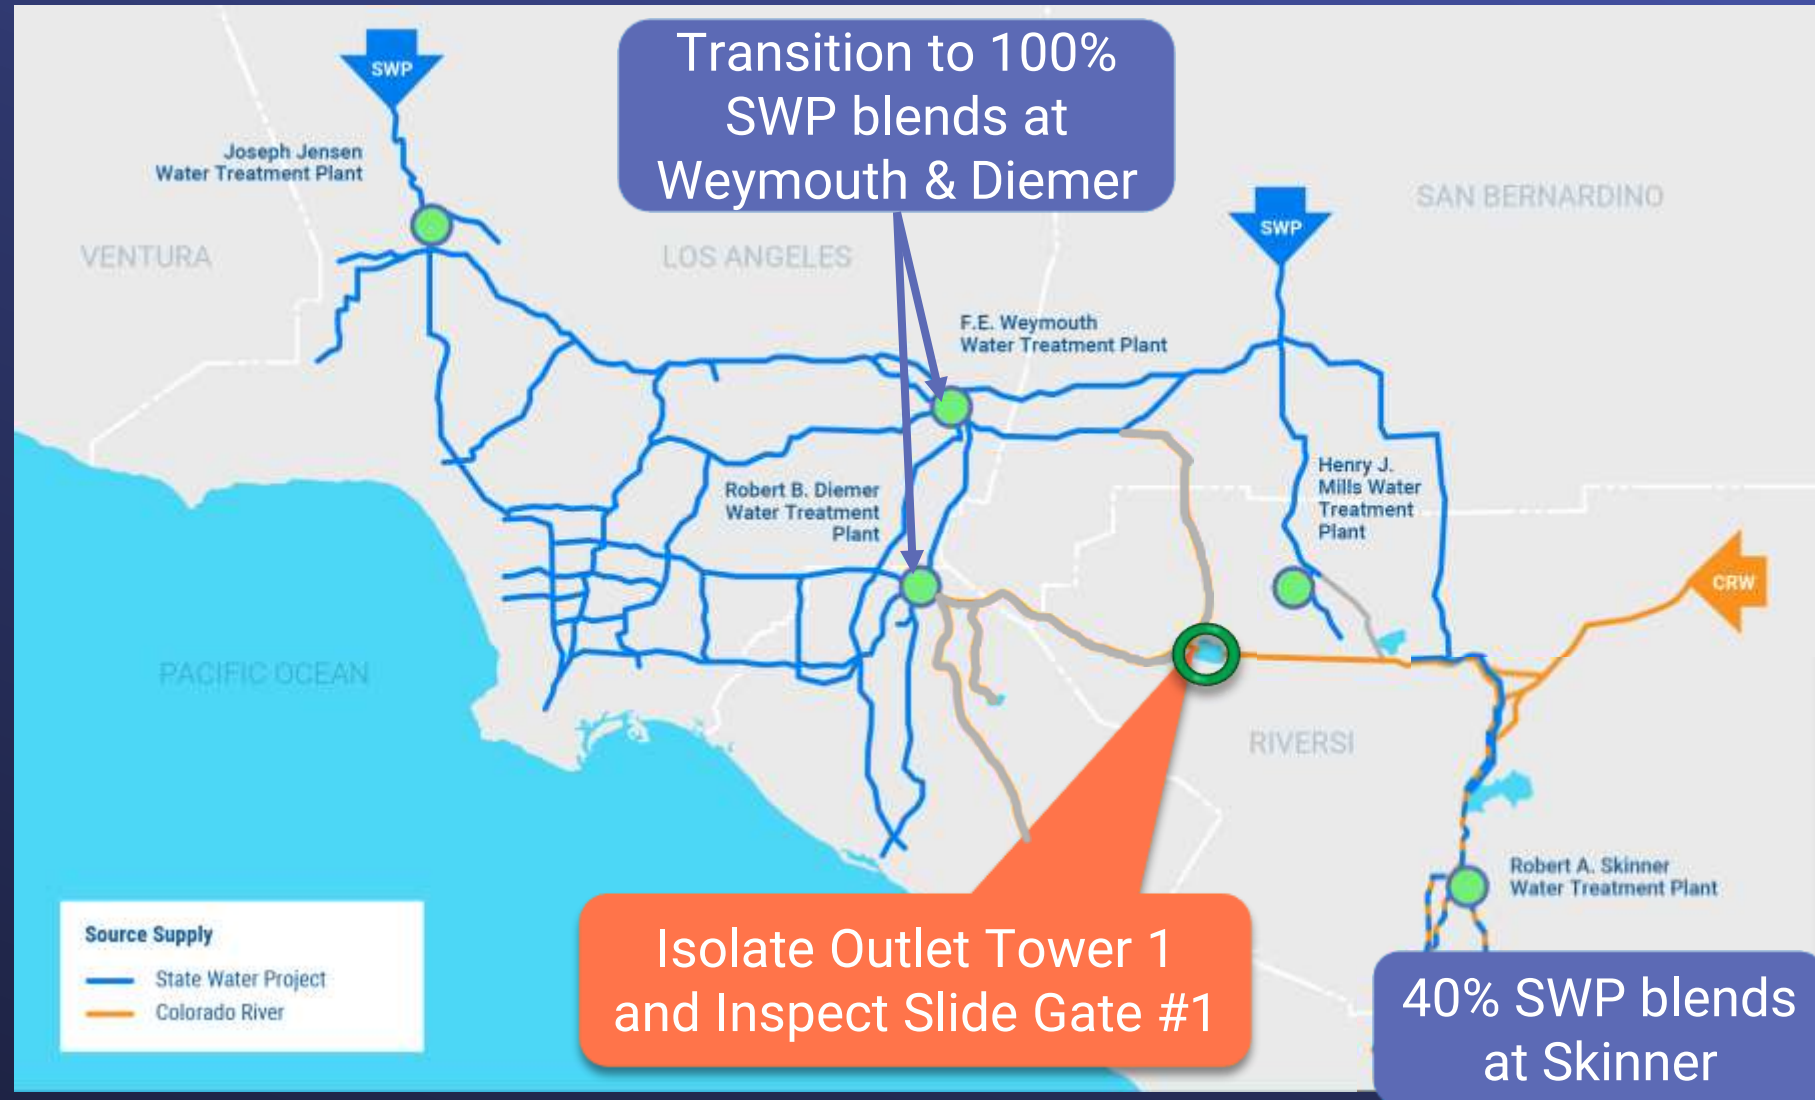 Transition to 100%
SWP blends at
Weymouth & Diemer
SWP
Joseph Jensen
Water Treatment Plant
VENTURA
LOS ANGELES
SAN BERNARDINO
SWP
F.E. Weymouth
Water Treatment Plant
Henry J.
Mills Water
Treatment
Plant
Robert B. Diemer
Water Treatment
Plant
CRW
PACIFIC OCEAN
RIVERSI
Robert A. Skinner
Water Treatment Plant
Source Supply
State Water Project
Colorado River
Isolate Outlet Tower 1
and Inspect Slide Gate #1
40% SWP blends
at Skinner